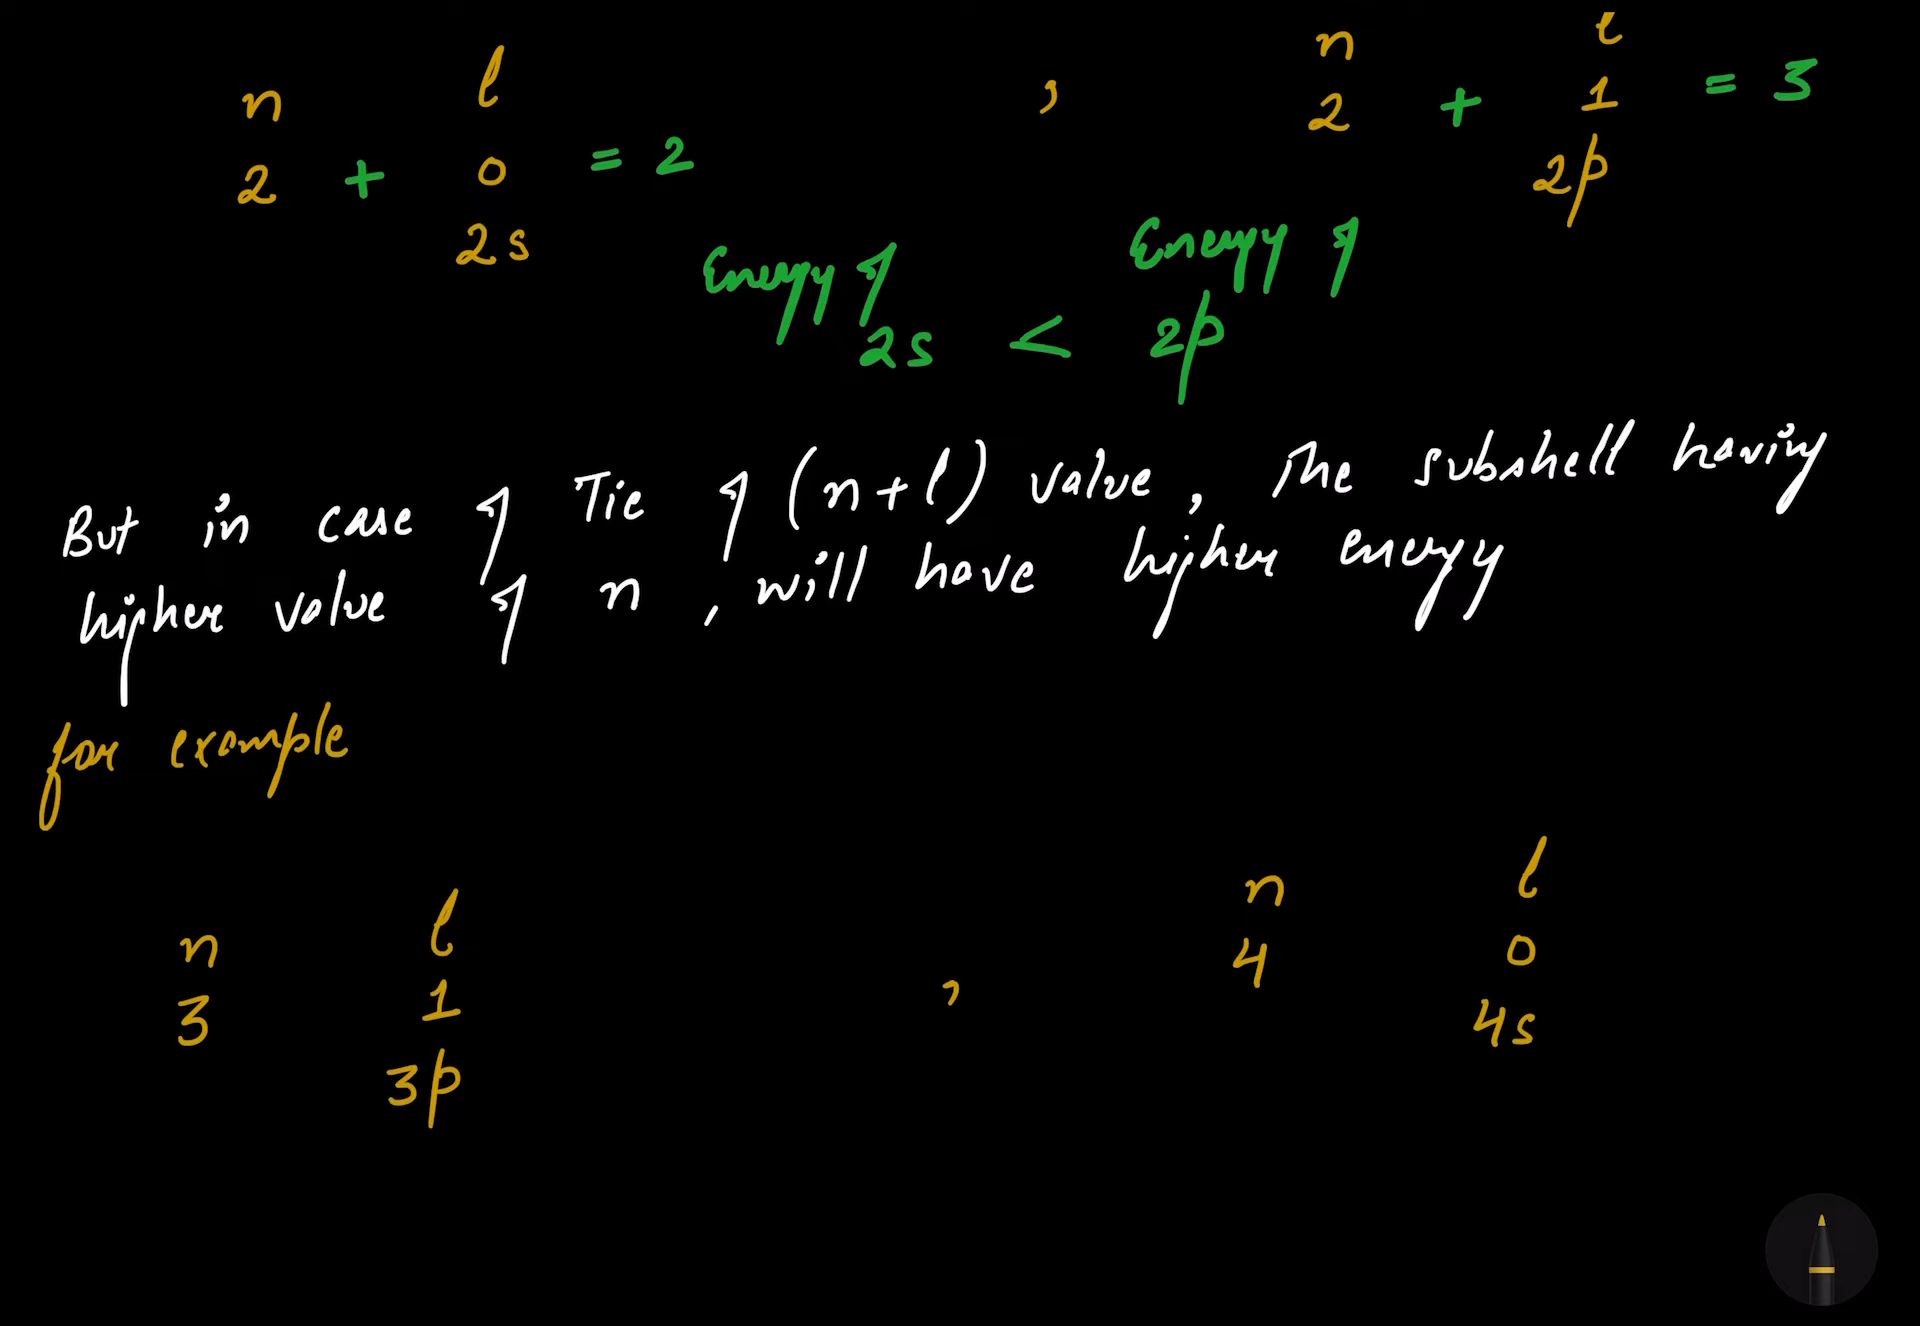 n l , n l
2 + 0 = 2 2 + 1 = 3
2s 2p
Energy of 2s < Energy of 2p
But in case of Tie of (n+l) value, The subshell having
higher value of n, will have higher energy
for example
n l , n l
3 1 4 0
3p 4s